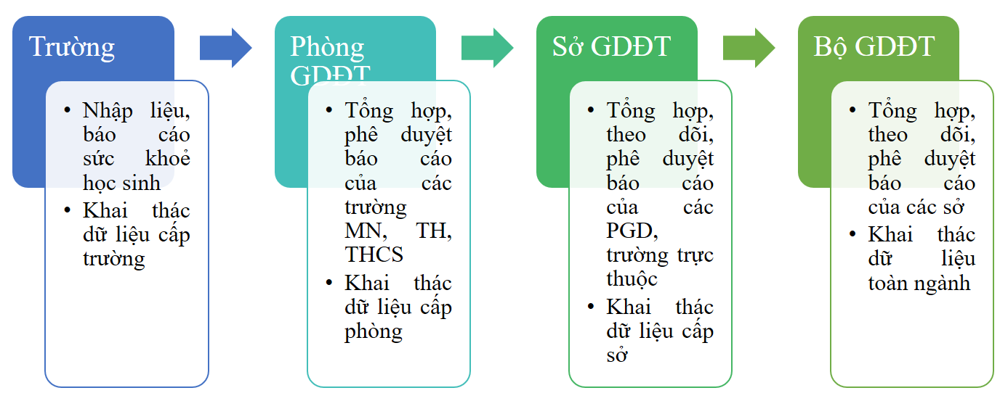 Trường
• Nhập liệu,
báo cáo
sức khoẻ
học sinh
• Khai thác
dữ liệu cấp
trường
Phòng
GDĐT
• Tổng hợp,
phê duyệt
báo cáo
của các
trường
MN, TH,
THCS
• Khai thác
dữ liệu cấp
phòng
Sở GDĐT
• Tổng hợp,
theo dõi,
phê duyệt
báo cáo
của các
PGD,
trường trực
thuộc
• Khai thác
dữ liệu cấp
sở
Bộ GDĐT
• Tổng hợp,
theo dõi,
phê duyệt
báo cáo
của các sở
• Khai thác
dữ liệu
toàn ngành